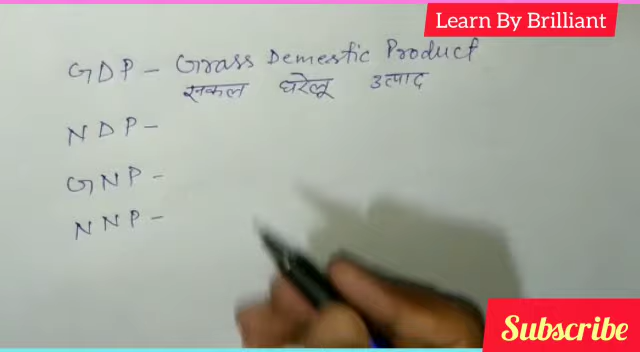 Learn By Brilliant
GDP - Grass Demestic Product
सकल घरेलू उत्पाद
NDP -
GNP -
NNP -
Subscribe